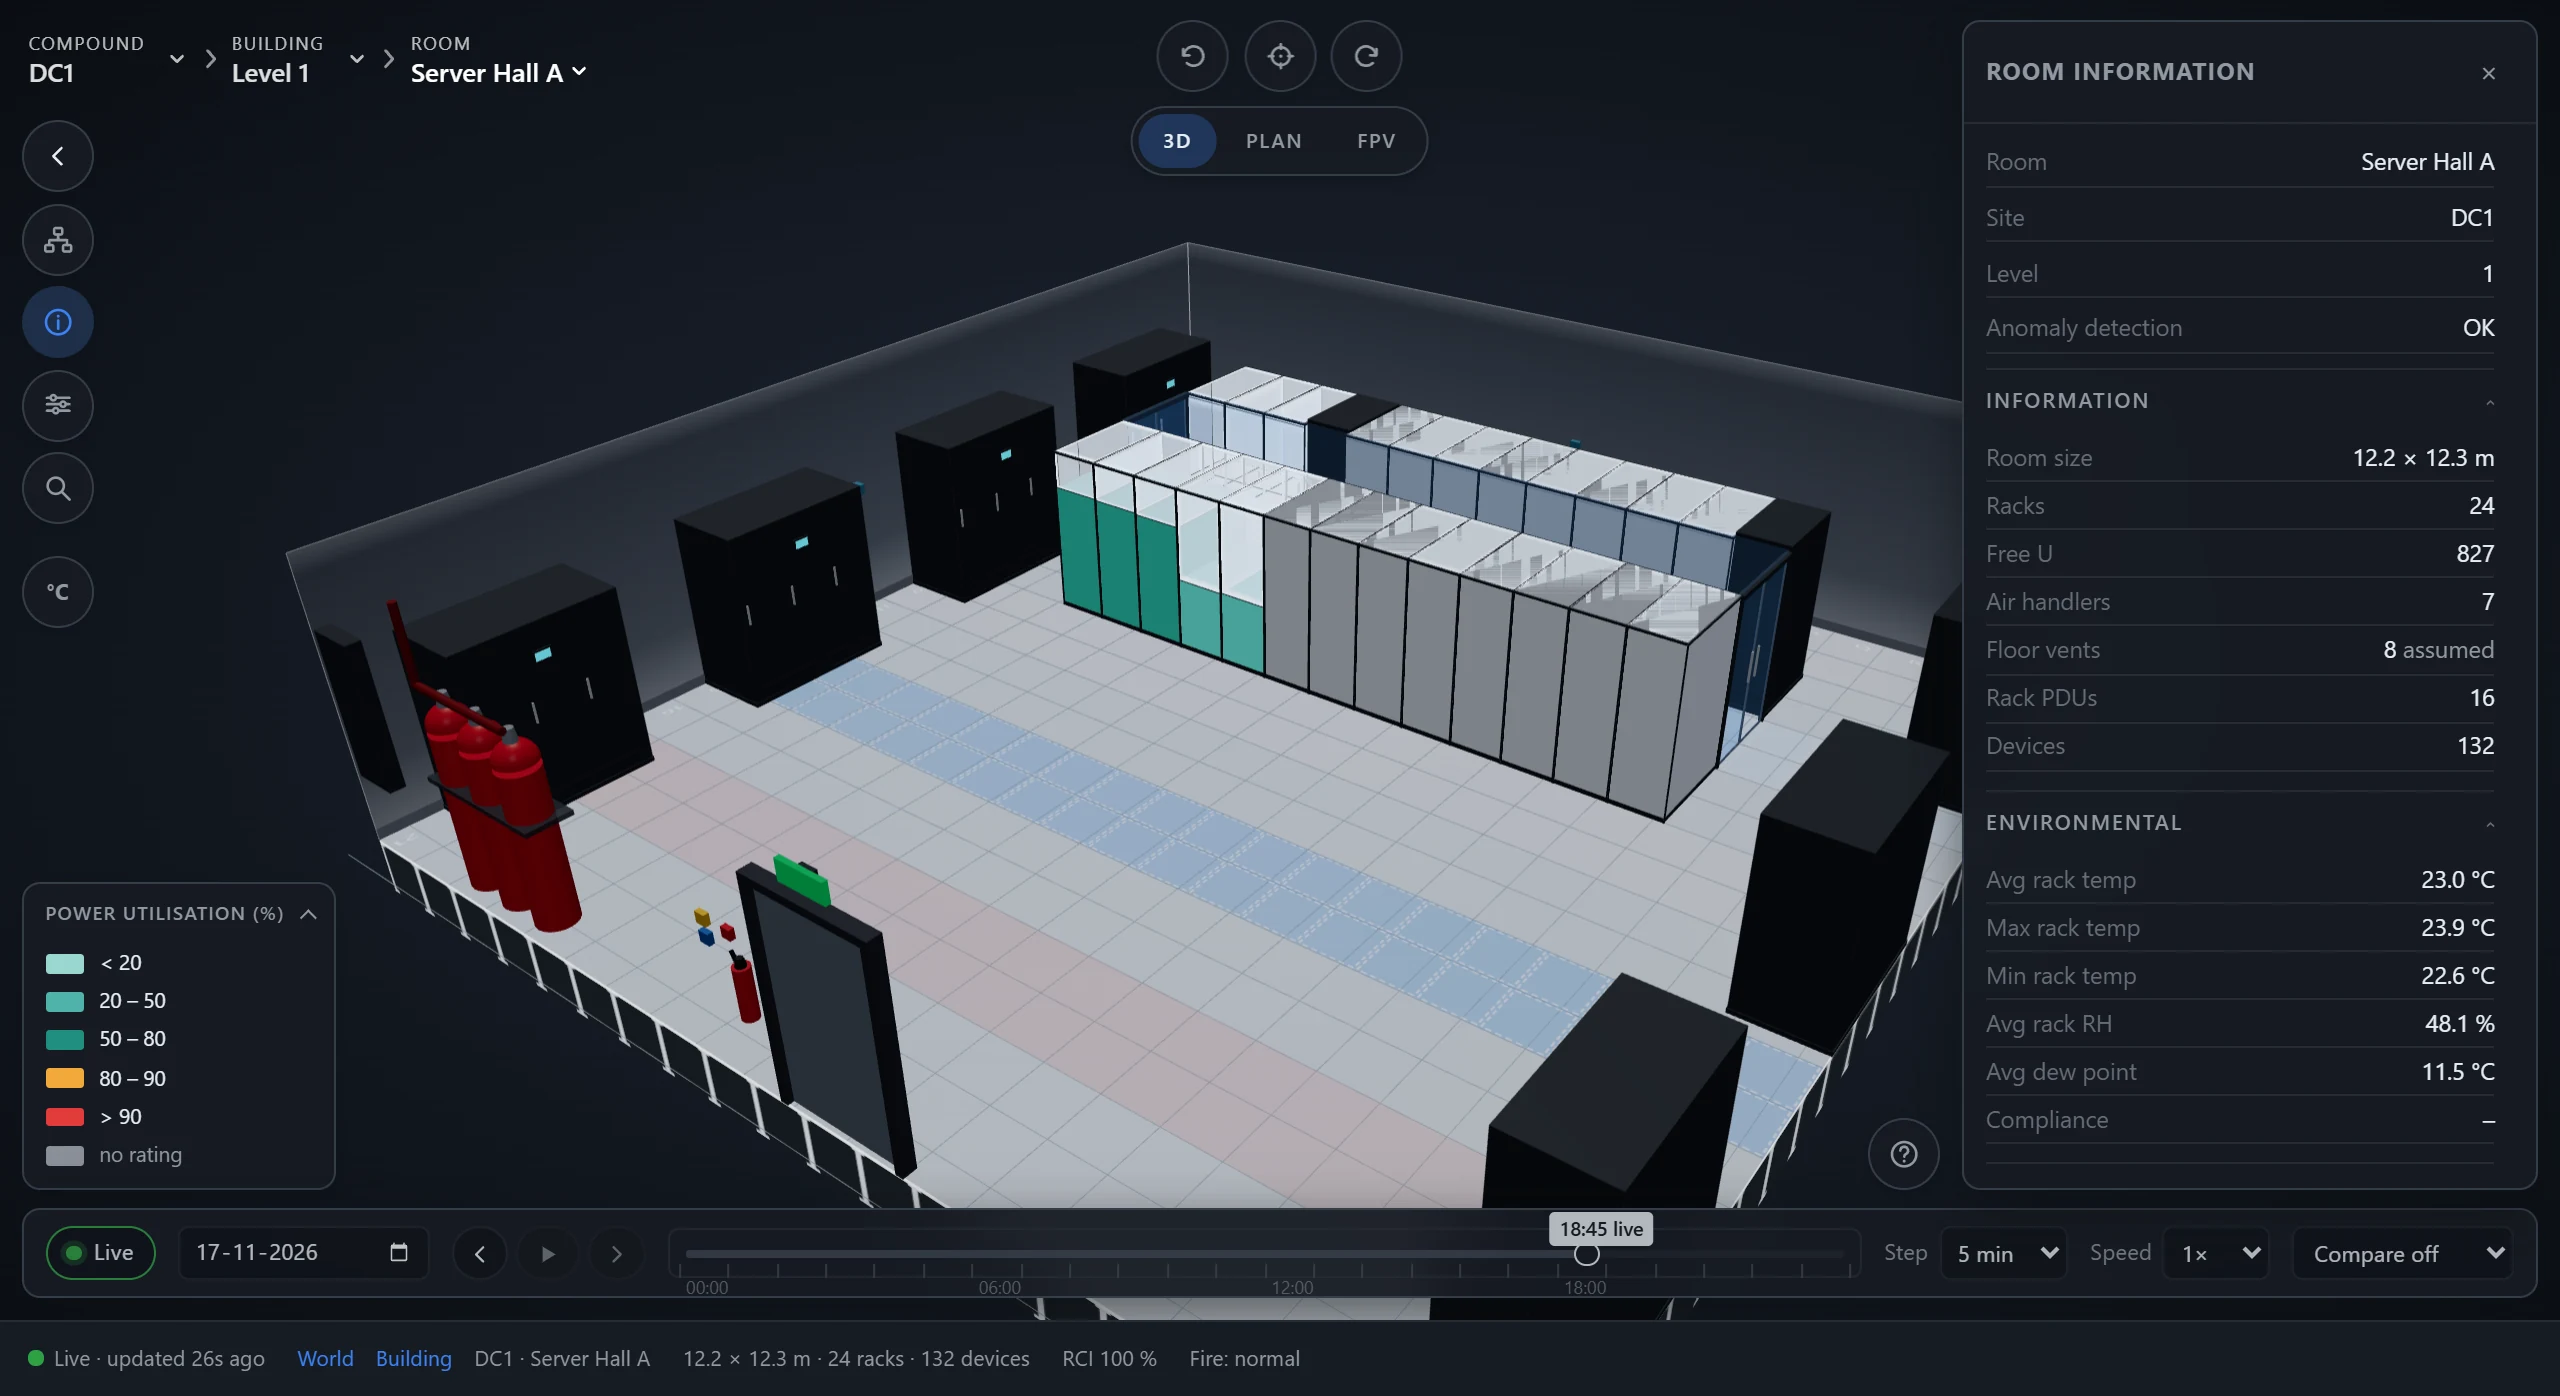 COMPOUND
DC1
BUILDING
Level 1
ROOM
Server Hall A
3D
PLAN
FPV
°C
POWER UTILISATION (%)
< 20
20 – 50
50 – 80
80 – 90
> 90
no rating
ROOM INFORMATION
×
Room Server Hall A
Site DC1
Level 1
Anomaly detection OK
INFORMATION
Room size 12.2 × 12.3 m
Racks 24
Free U 827
Air handlers 7
Floor vents 8 assumed
Rack PDUs 16
Devices 132
ENVIRONMENTAL
Avg rack temp 23.0 °C
Max rack temp 23.9 °C
Min rack temp 22.6 °C
Avg rack RH 48.1 %
Avg dew point 11.5 °C
Compliance –
18:45 live
Live
17-11-2026
00:00 06:00 12:00 18:00
Step 5 min
Speed 1×
Compare off
Live · updated 26s ago World Building DC1 · Server Hall A 12.2 × 12.3 m · 24 racks · 132 devices RCI 100 % Fire: normal